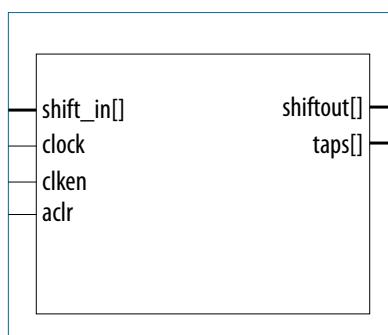 shift_in[]
clock
clken
aclr
shiftout[]
taps[]